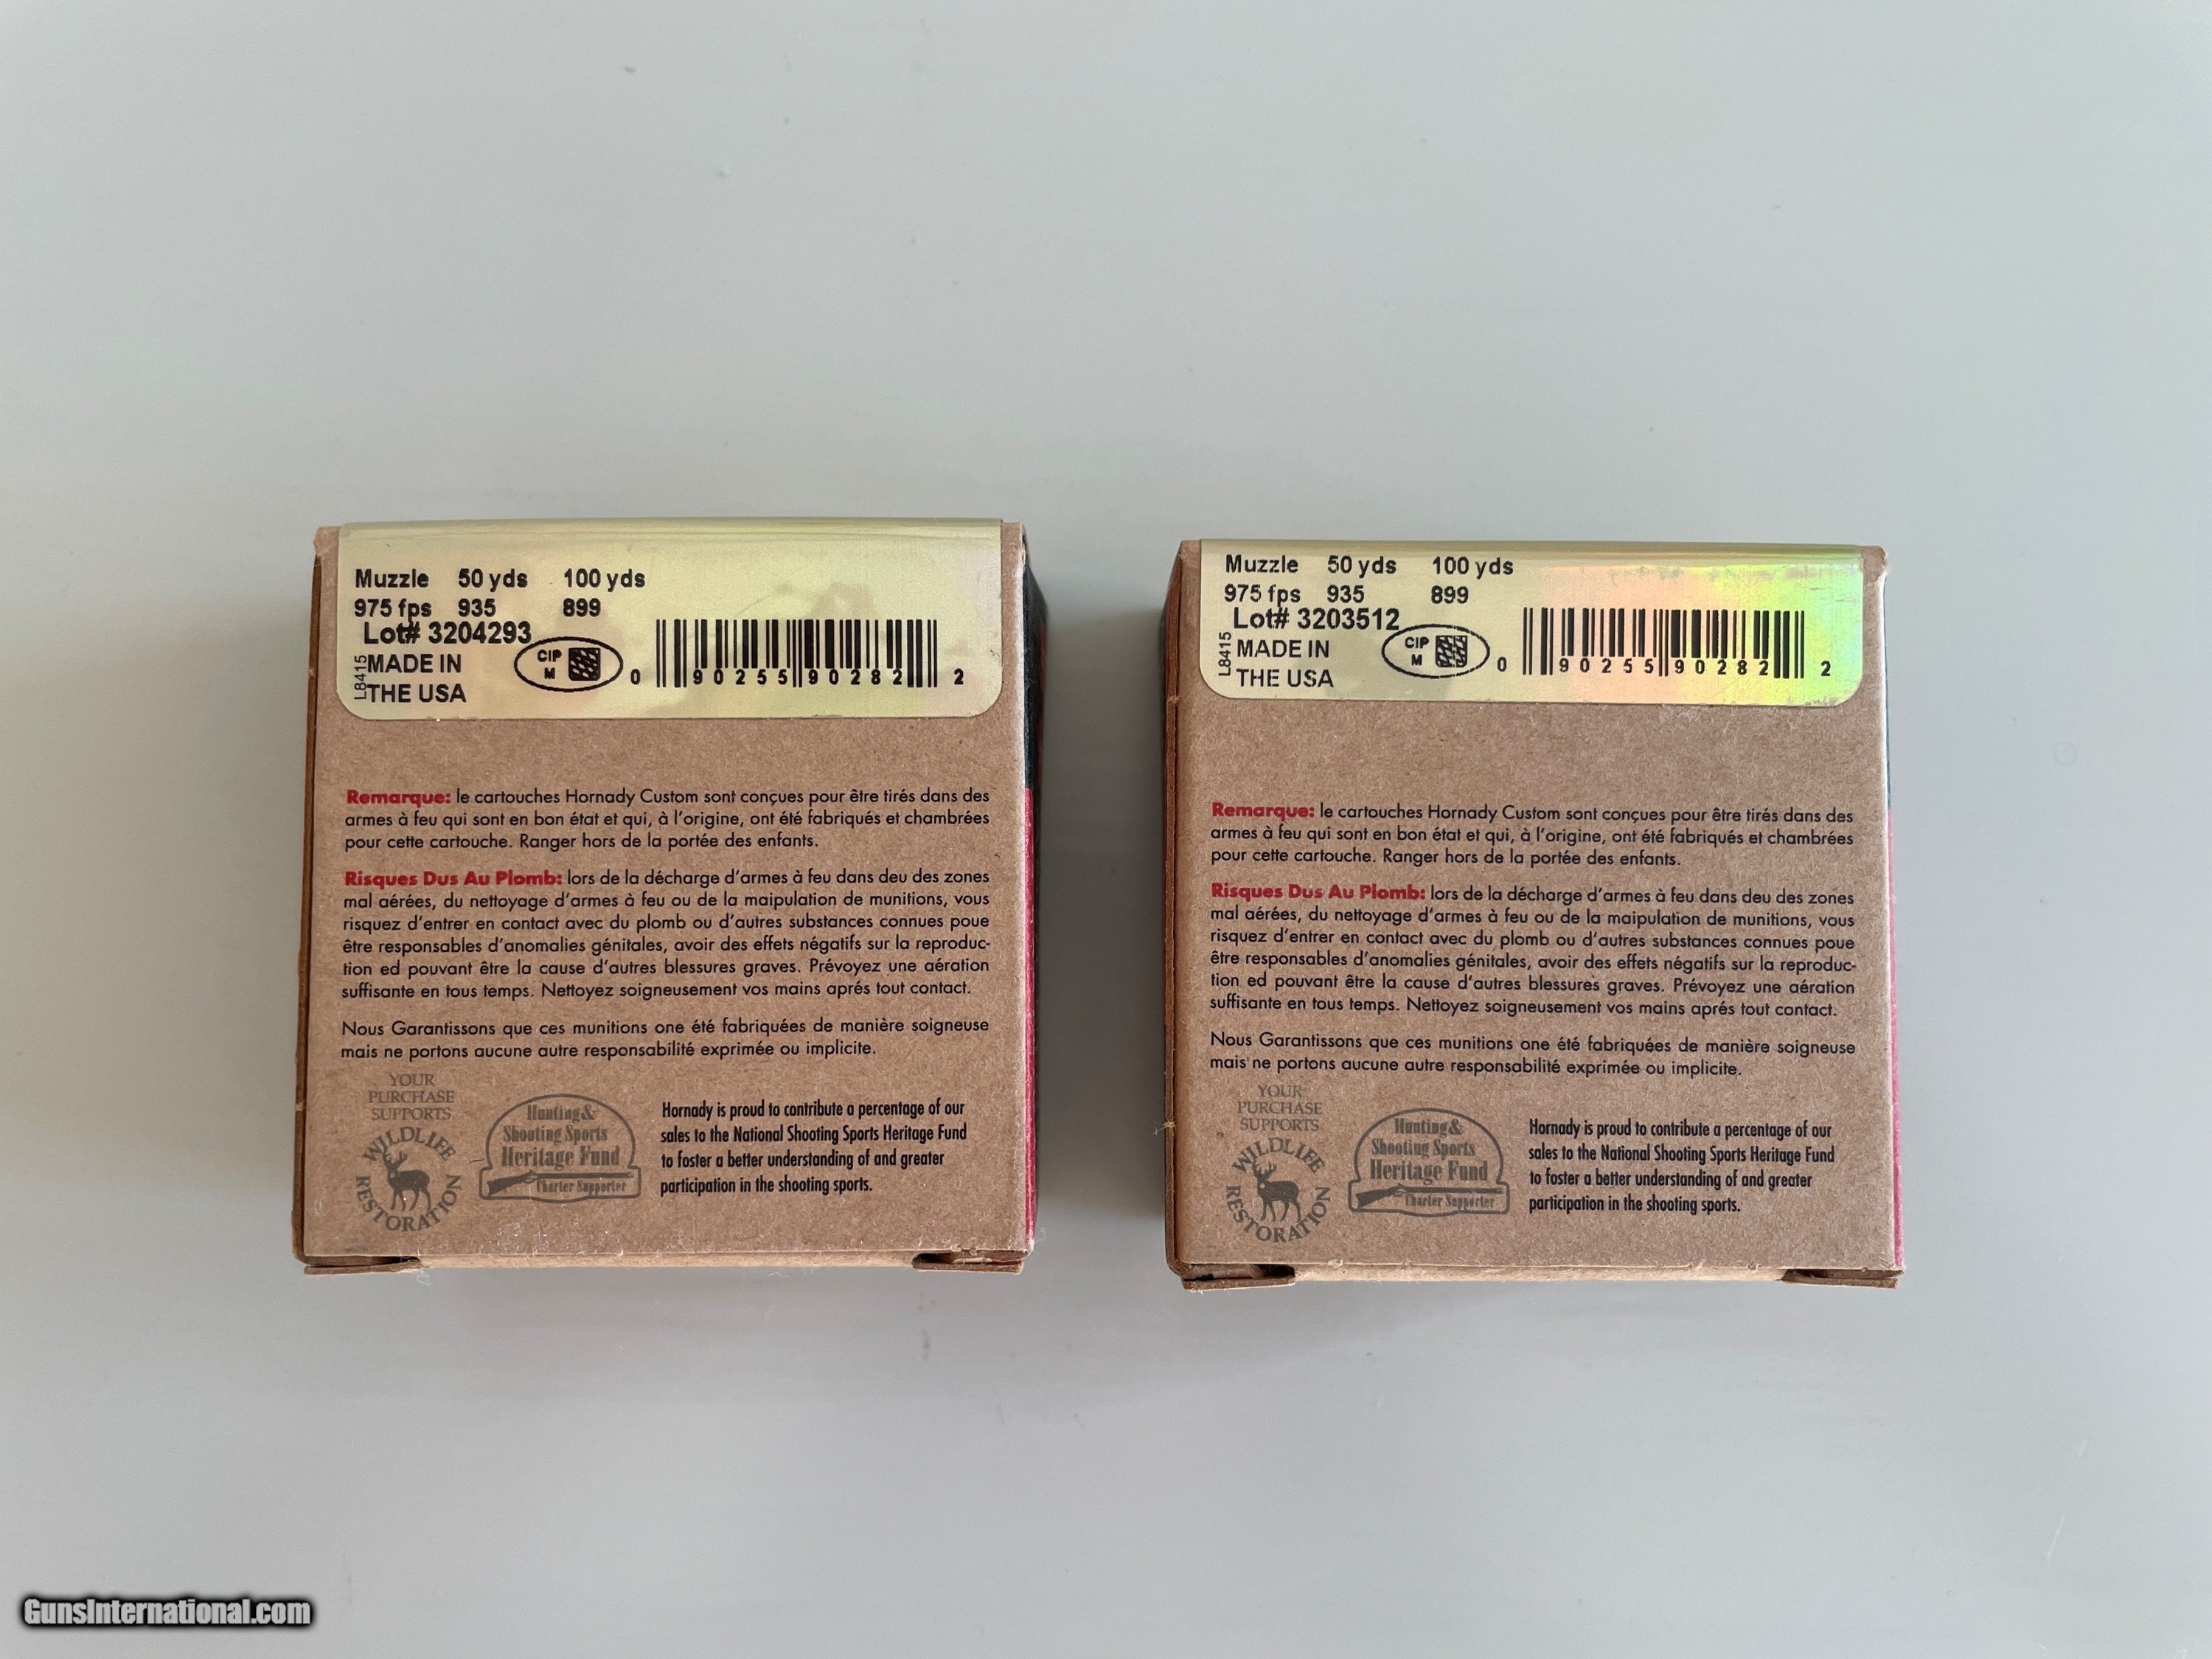 Muzzle 50 yds 100 yds
975 fps 935 899
Lot# 3204293
L8415
MADE IN
THE USA
CIP
M
0 90255 90282 2
Remarque: le cartouches Hornady Custom sont conçues pour être tirés dans des
armes à feu qui sont en bon état et qui, à l'origine, ont été fabriqués et chambrées
pour cette cartouche. Ranger hors de la portée des enfants.
Risques Dus Au Plomb: lors de la décharge d'armes à feu dans deu des zones
mal aérées, du nettoyage d'armes à feu ou de la maipulation de munitions, vous
risquez d'entrer en contact avec du plomb ou d'autres substances connues poue
être responsables d'anomalies génitales, avoir des effets négatifs sur la reproduc-
tion ed pouvant être la cause d'autres blessures graves. Prévoyez une aération
suffisante en tous temps. Nettoyez soigneusement vos mains aprés tout contact.
Nous Garantissons que ces munitions one été fabriquées de manière soigneuse
mais ne portons aucune autre responsabilité exprimée ou implicite.
YOUR
PURCHASE
SUPPORTS
WILDLIFE
RESTORATION
Hunting &
Shooting Sports
Heritage Fund
Charter Supporter
Hornady is proud to contribute a percentage of our
sales to the National Shooting Sports Heritage Fund
to foster a better understanding of and greater
participation in the shooting sports.
Muzzle 50 yds 100 yds
975 fps 935 899
Lot# 3203512
L8415
MADE IN
THE USA
CIP
M
0 90255 90282 2
Remarque: le cartouches Hornady Custom sont conçues pour être tirés dans des
armes à feu qui sont en bon état et qui, à l'origine, ont été fabriqués et chambrées
pour cette cartouche. Ranger hors de la portée des enfants.
Risques Dus Au Plomb: lors de la décharge d'armes à feu dans deu des zones
mal aérées, du nettoyage d'armes à feu ou de la maipulation de munitions, vous
risquez d'entrer en contact avec du plomb ou d'autres substances connues poue
être responsables d'anomalies génitales, avoir des effets négatifs sur la reproduc-
tion ed pouvant être la cause d'autres blessures graves. Prévoyez une aération
suffisante en tous temps. Nettoyez soigneusement vos mains aprés tout contact.
Nous Garantissons que ces munitions one été fabriquées de manière soigneuse
mais ne portons aucune autre responsabilité exprimée ou implicite.
YOUR
PURCHASE
SUPPORTS
WILDLIFE
RESTORATION
Hunting &
Shooting Sports
Heritage Fund
Charter Supporter
Hornady is proud to contribute a percentage of our
sales to the National Shooting Sports Heritage Fund
to foster a better understanding of and greater
participation in the shooting sports.
GunsInternational.com